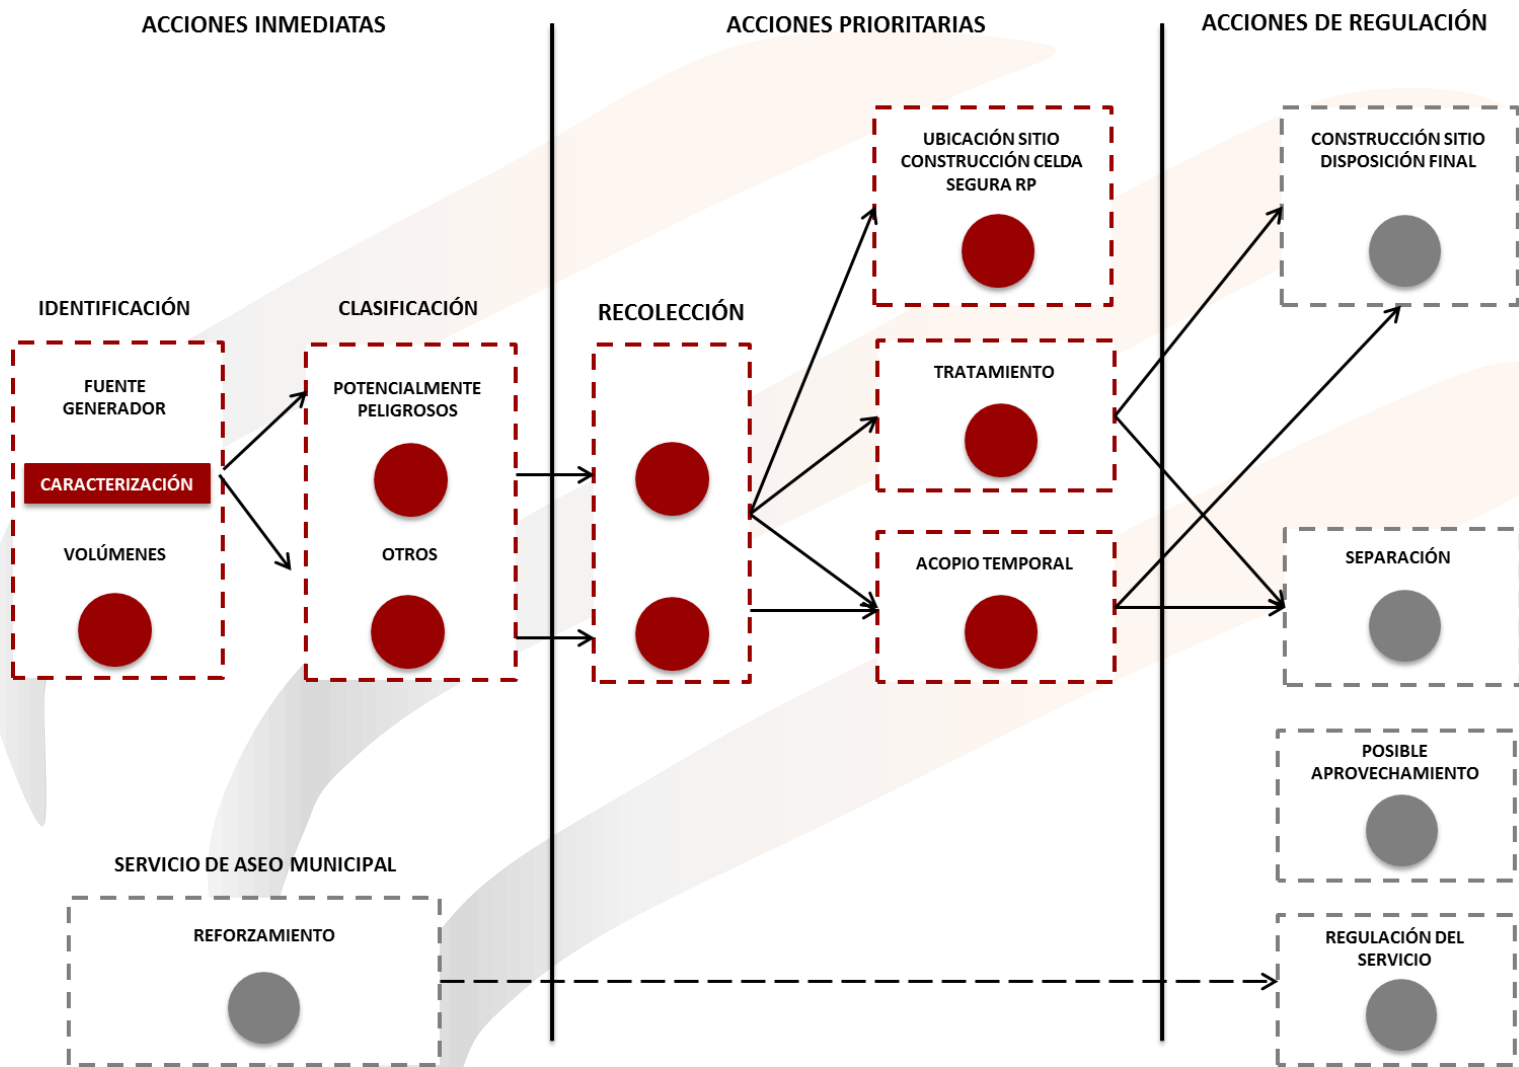 ACCIONES INMEDIATAS
ACCIONES PRIORITARIAS
ACCIONES DE REGULACIÓN
IDENTIFICACIÓN
FUENTE
GENERADOR
CARACTERIZACIÓN
VOLÚMENES
CLASIFICACIÓN
POTENCIALMENTE
PELIGROSOS
OTROS
RECOLECCIÓN
UBICACIÓN SITIO
CONSTRUCCIÓN CELDA
SEGURA RP
TRATAMIENTO
ACOPIO TEMPORAL
CONSTRUCCIÓN SITIO
DISPOSICIÓN FINAL
SEPARACIÓN
POSIBLE
APROVECHAMIENTO
SERVICIO DE ASEO MUNICIPAL
REFORZAMIENTO
REGULACIÓN DEL
SERVICIO